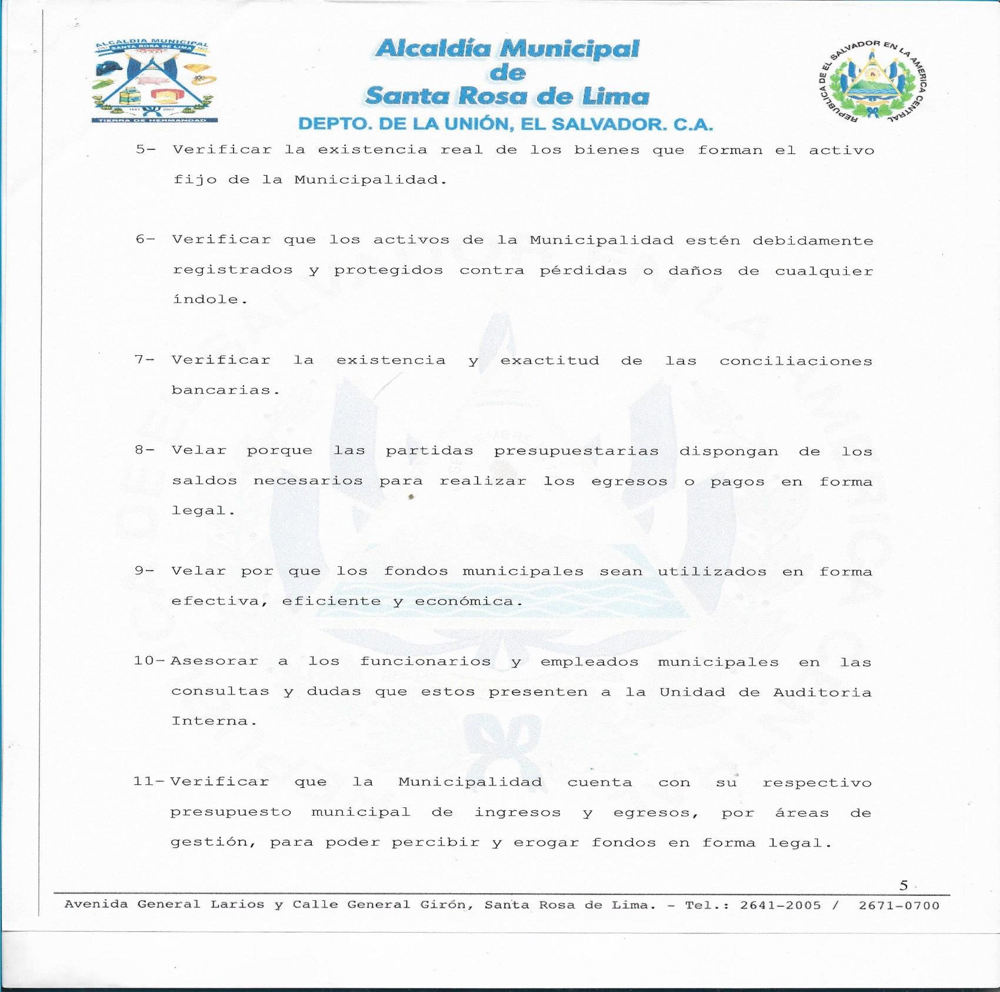 ALCALDIA MUNICIPAL
SANTA ROSA DE LIMA
TIERRA DE HERMANDAD
Alcaldía Municipal
de
Santa Rosa de Lima
DEPTO. DE LA UNIÓN, EL SALVADOR. C.A.
REPUBLICA DE EL SALVADOR EN LA AMERICA CENTRAL
5- Verificar la existencia real de los bienes que forman el activo
fijo de la Municipalidad.
6- Verificar que los activos de la Municipalidad estén debidamente
registrados y protegidos contra pérdidas o daños de cualquier
índole.
7- Verificar la existencia y exactitud de las conciliaciones
bancarias.
8- Velar porque las partidas presupuestarias dispongan de los
saldos necesarios para realizar los egresos o pagos en forma
legal.
9- Velar por que los fondos municipales sean utilizados en forma
efectiva, eficiente y económica.
10- Asesorar a los funcionarios y empleados municipales en las
consultas y dudas que estos presenten a la Unidad de Auditoria
Interna.
11- Verificar que la Municipalidad cuenta con su respectivo
presupuesto municipal de ingresos y egresos, por áreas de
gestión, para poder percibir y erogar fondos en forma legal.
5
Avenida General Larios y Calle General Girón, Santa Rosa de Lima. - Tel.: 2641-2005 / 2671-0700